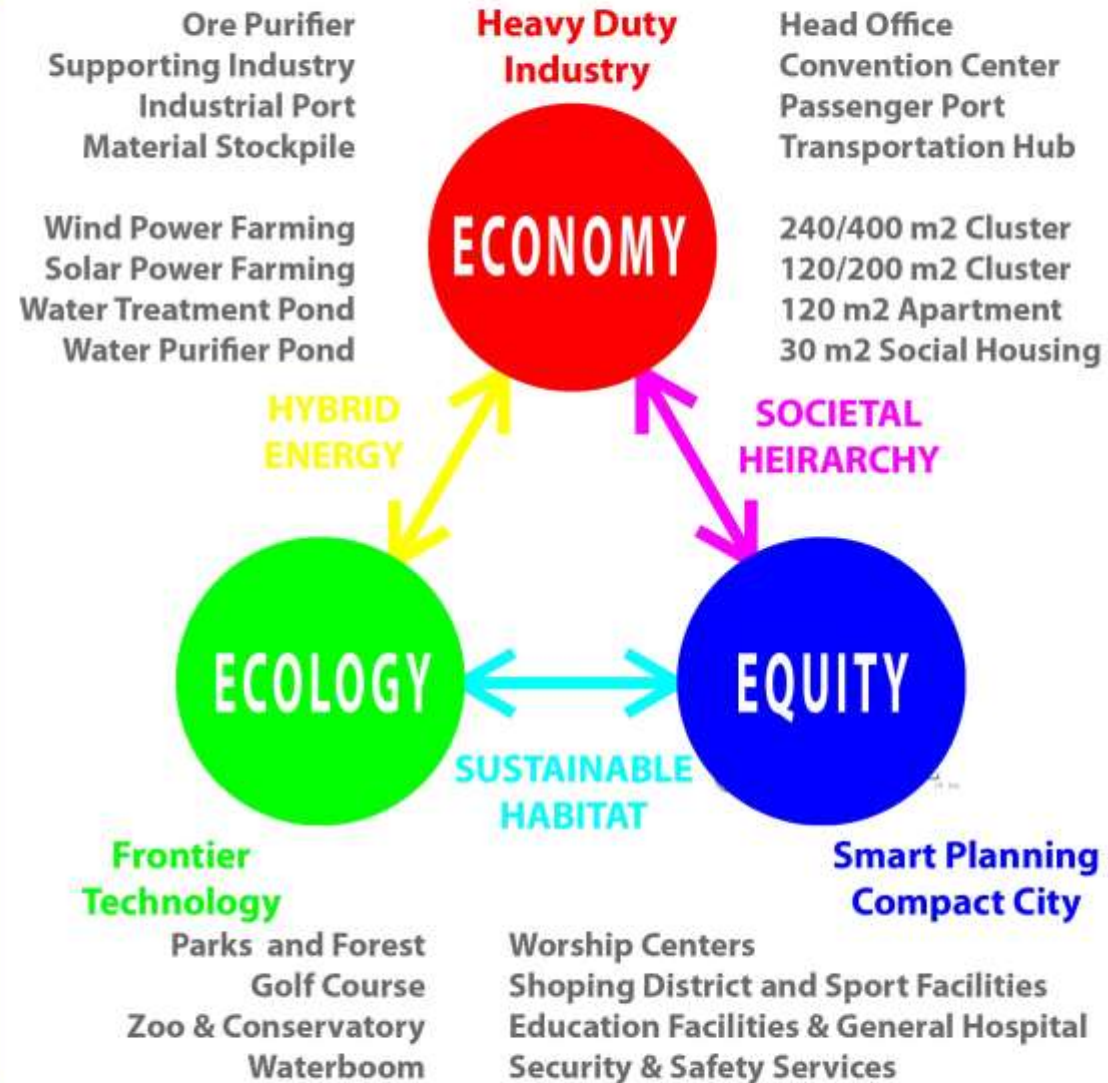 Ore Purifier
Supporting Industry
Industrial Port
Material Stockpile
Heavy Duty
Industry
Head Office
Convention Center
Passenger Port
Transportation Hub
Wind Power Farming
Solar Power Farming
Water Treatment Pond
Water Purifier Pond
ECONOMY
240/400 m2 Cluster
120/200 m2 Cluster
120 m2 Apartment
30 m2 Social Housing
HYBRID
ENERGY
SOCIETAL
HEIRARCHY
ECOLOGY
EQUITY
SUSTAINABLE
HABITAT
Frontier
Technology
Smart Planning
Compact City
Parks and Forest
Golf Course
Zoo & Conservatory
Waterboom
Worship Centers
Shoping District and Sport Facilities
Education Facilities & General Hospital
Security & Safety Services